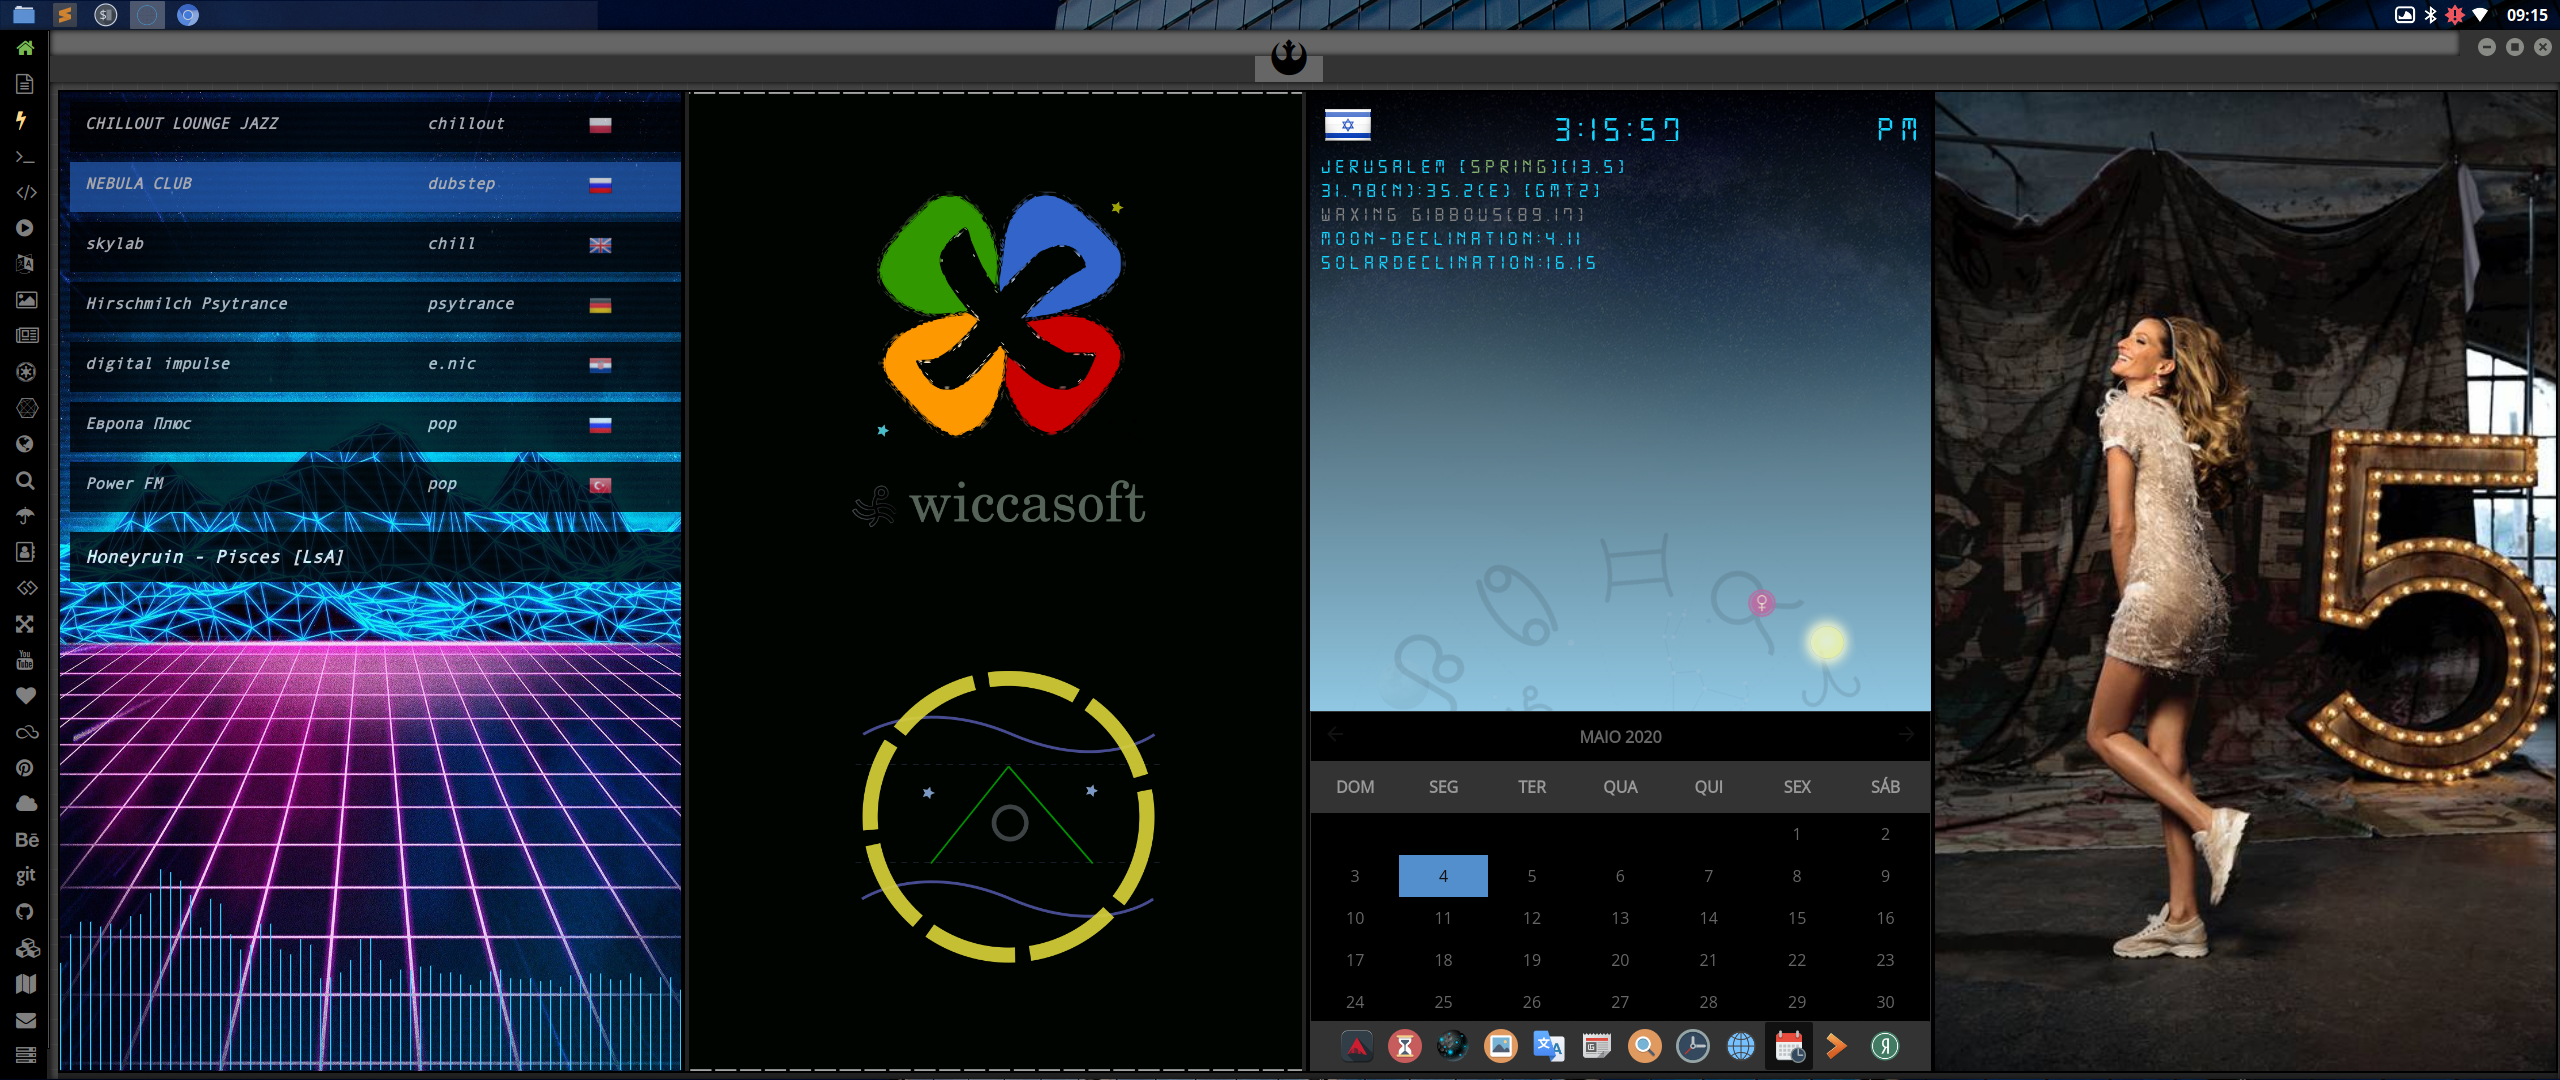 09:15
CHILLOUT LOUNGE JAZZ chillout
NEBULA CLUB dubstep
skylab chill
Hirschmilch Psytrance psytrance
digital impulse e.nic
Европа Плюс pop
Power FM pop
Honeyruin - Pisces [LsA]
You
Tube
Bē
git
wiccasoft
3:15:57 PM
JERUSALEM [SPRING][13.5]
31.78(N):35.2(E) [GMT2]
WAXING GIBBOUS[89.17]
MOON-DECLINATION:4.11
SOLARDECLINATION:16.15
MAIO 2020
DOM SEG TER QUA QUI SEX SÁB
1 2
3 4 5 6 7 8 9
10 11 12 13 14 15 16
17 18 19 20 21 22 23
24 25 26 27 28 29 30
5